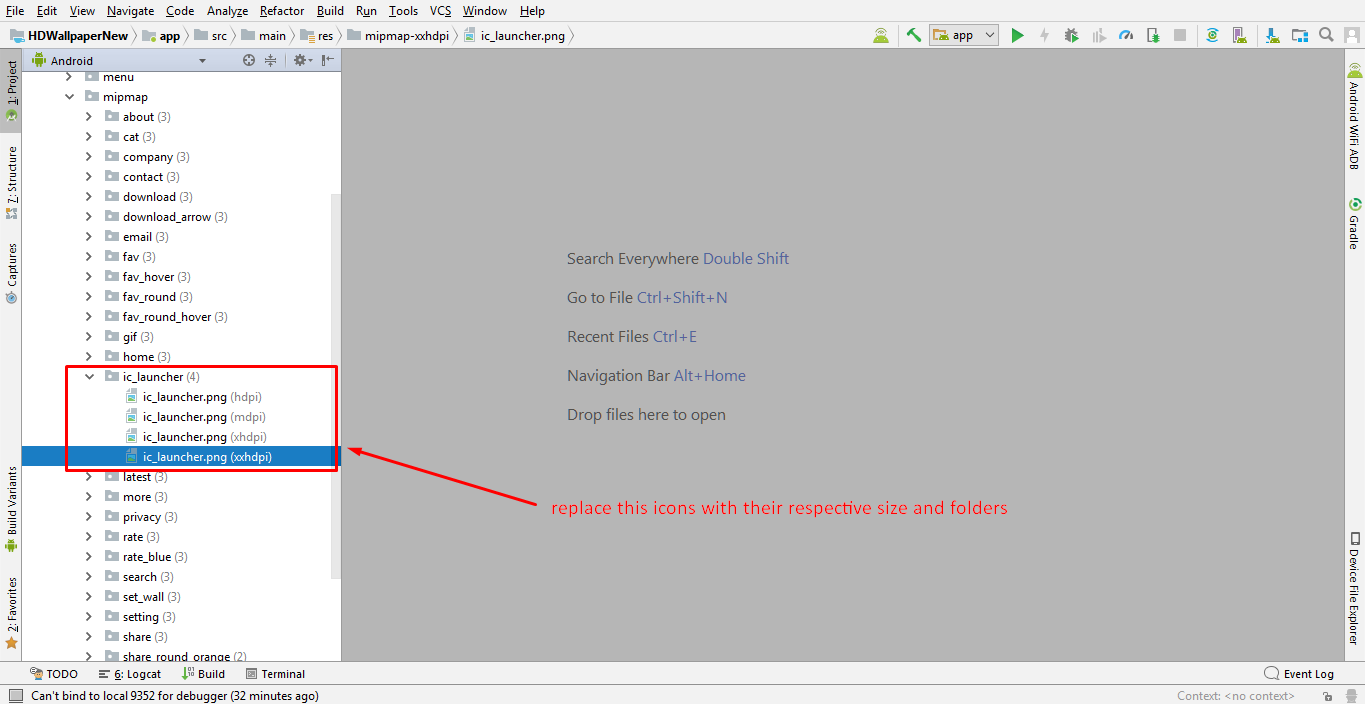 File Edit View Navigate Code Analyze Refactor Build Run Tools VCS Window Help
HDWallpaperNew app src main res mipmap-xxhdpi ic_launcher.png app
1: Project
7: Structure
Captures
Build Variants
2: Favorites
Android
menu
mipmap
about (3)
cat (3)
company (3)
contact (3)
download (3)
download_arrow (3)
email (3)
fav (3)
fav_hover (3)
fav_round (3)
fav_round_hover (3)
gif (3)
home (3)
ic_launcher (4)
ic_launcher.png (hdpi)
ic_launcher.png (mdpi)
ic_launcher.png (xhdpi)
ic_launcher.png (xxhdpi)
latest (3)
more (3)
privacy (3)
rate (3)
rate_blue (3)
search (3)
set_wall (3)
setting (3)
share (3)
share_round_orange (2)
Search Everywhere Double Shift
Go to File Ctrl+Shift+N
Recent Files Ctrl+E
Navigation Bar Alt+Home
Drop files here to open
replace this icons with their respective size and folders
Android WiFi ADB
Gradle
Device File Explorer
TODO 6: Logcat Build Terminal Event Log
Can't bind to local 9352 for debugger (32 minutes ago) Context: <no context>